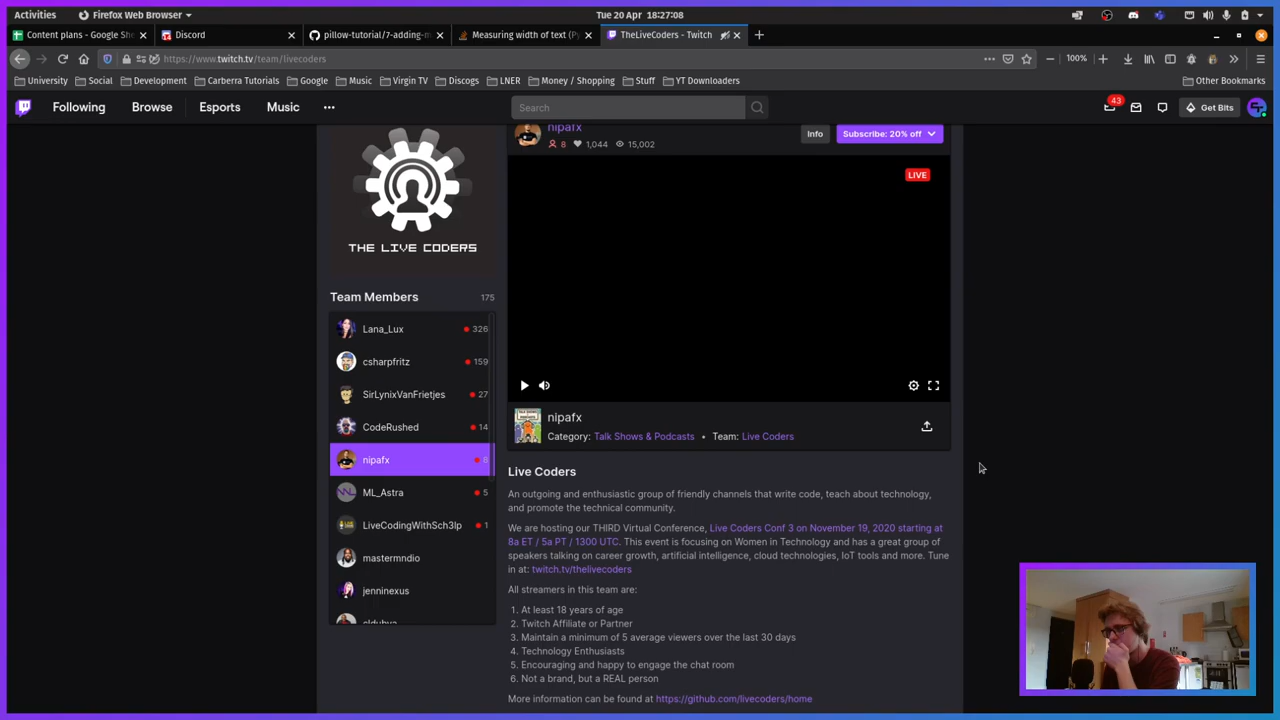 Activities
Firefox Web Browser
Tue 20 Apr 18:27:08
Content plans - Google She
Discord
pillow-tutorial/7-adding-m
Measuring width of text (Py
TheLiveCoders - Twitch
https://www.twitch.tv/team/livecoders
100%
University
Social
Development
Carberra Tutorials
Google
Music
Virgin TV
Discogs
LNER
Money / Shopping
Stuff
YT Downloaders
Other Bookmarks
Following
Browse
Esports
Music
Search
43
Get Bits
nipafx
8
1,044
15,002
Info
Subscribe: 20% off
LIVE
THE LIVE CODERS
Team Members
175
Lana_Lux
326
csharpfritz
159
SirLynixVanFrietjes
27
CodeRushed
14
nipafx
8
ML_Astra
5
LiveCodingWithSch3lp
1
mastermndio
jenninexus
nipafx
Category: Talk Shows & Podcasts • Team: Live Coders
Live Coders
An outgoing and enthusiastic group of friendly channels that write code, teach about technology,
and promote the technical community.
We are hosting our THIRD Virtual Conference, Live Coders Conf 3 on November 19, 2020 starting at
8a ET / 5a PT / 1300 UTC. This event is focusing on Women in Technology and has a great group of
speakers talking on career growth, artificial intelligence, cloud technologies, IoT tools and more. Tune
in at: twitch.tv/thelivecoders
All streamers in this team are:
1. At least 18 years of age
2. Twitch Affiliate or Partner
3. Maintain a minimum of 5 average viewers over the last 30 days
4. Technology Enthusiasts
5. Encouraging and happy to engage the chat room
6. Not a brand, but a REAL person
More information can be found at https://github.com/livecoders/home